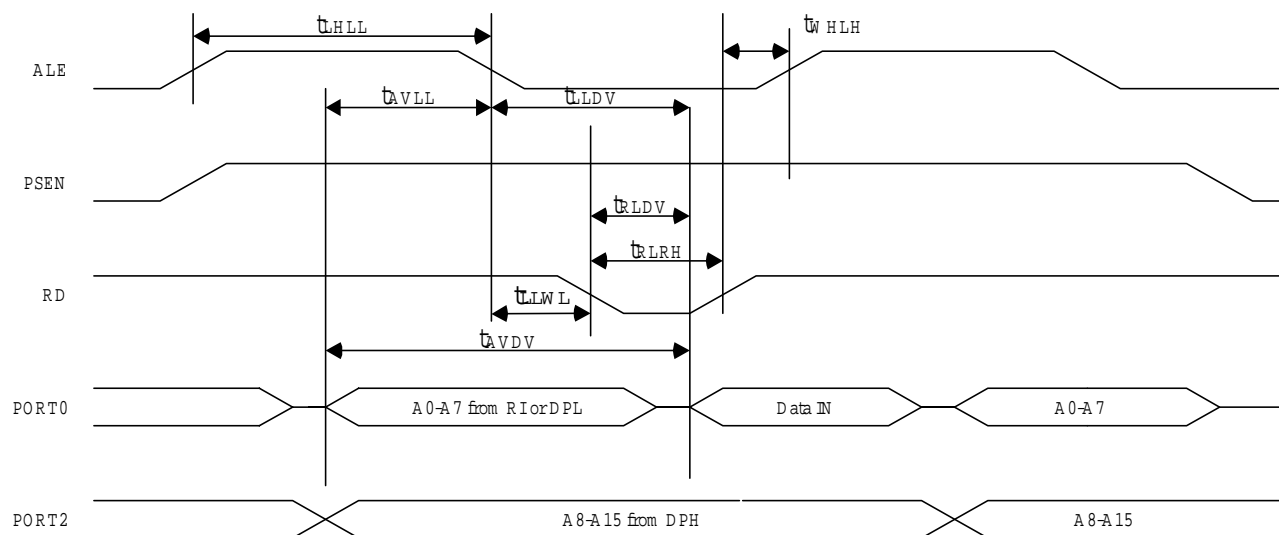 tLHLL
tWHLH
ALE
tAVLL
tLLDV
PSEN
tRLDV
tRLRH
RD
tLLWL
tAVDV
PORT0
A0-A7 from RI or DPL
Data IN
A0-A7
PORT2
A8-A15 from DPH
A8-A15